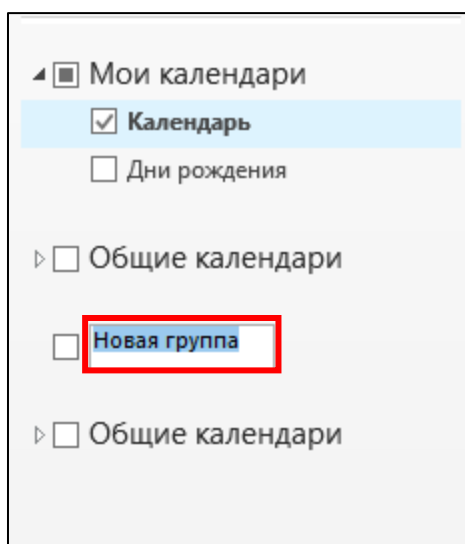 Мои календари
Календарь
Дни рождения
Общие календари
Новая группа
Общие календари